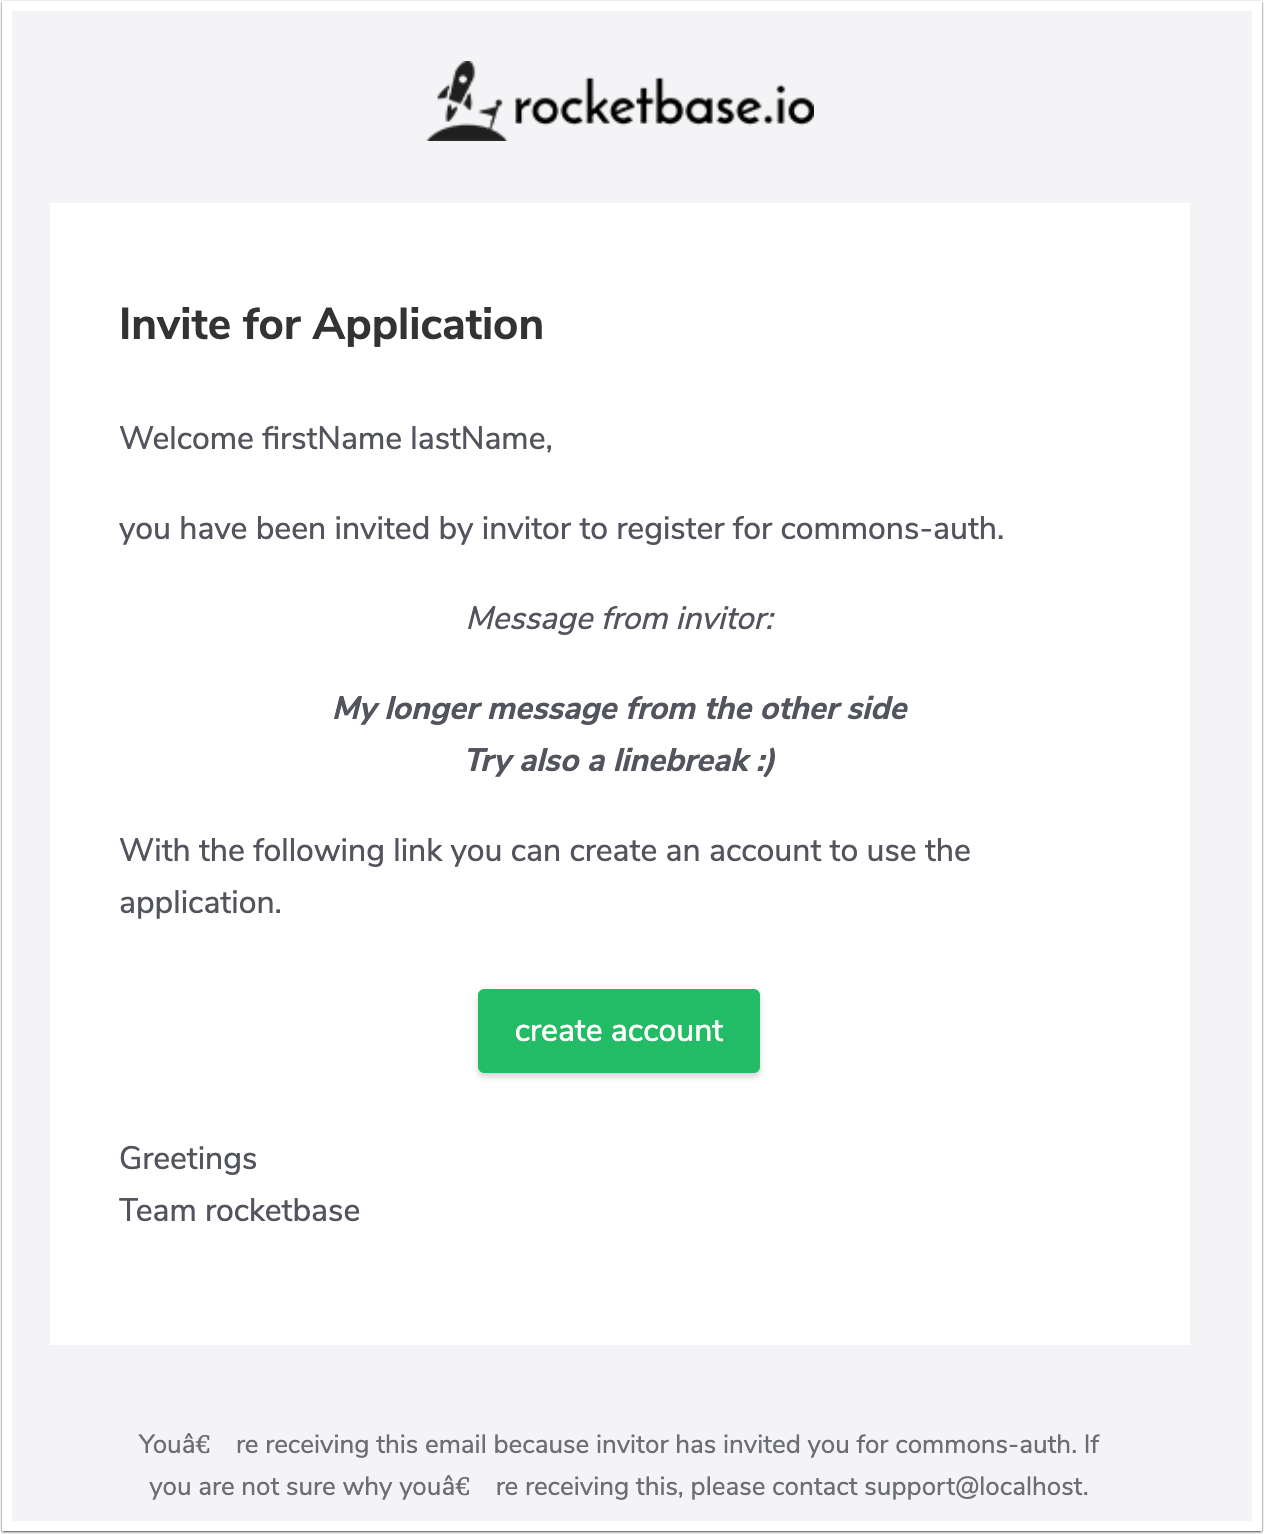 rocketbase.io
Invite for Application
Welcome firstName lastName,
you have been invited by invitor to register for commons-auth.
Message from invitor:
My longer message from the other side
Try also a linebreak :)
With the following link you can create an account to use the
application.
create account
Greetings
Team rocketbase
Youâ€ re receiving this email because invitor has invited you for commons-auth. If
you are not sure why youâ€ re receiving this, please contact support@localhost.